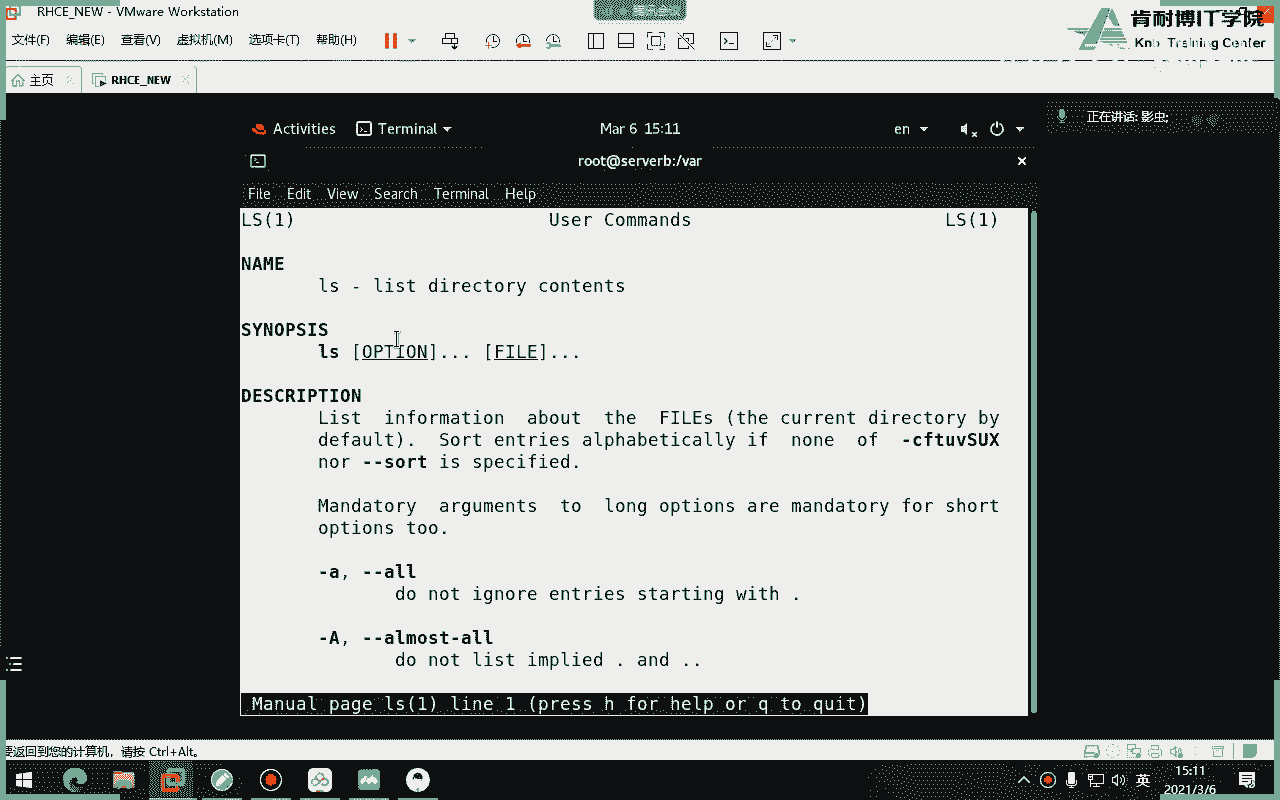 RHCE_NEW - VMware Workstation
肯耐博IT学院
Knb Training Center
文件(F) 编辑(E) 查看(V) 虚拟机(M) 选项卡(T) 帮助(H)
主页 RHCE_NEW
正在讲话: 影虫;
Activities Terminal Mar 6 15:11 en
root@serverb:/var
File Edit View Search Terminal Help
LS(1) User Commands LS(1)
NAME
ls - list directory contents
SYNOPSIS
ls [OPTION]... [FILE]...
DESCRIPTION
List information about the FILEs (the current directory by
default). Sort entries alphabetically if none of -cftuvSUX
nor --sort is specified.
Mandatory arguments to long options are mandatory for short
options too.
-a, --all
do not ignore entries starting with .
-A, --almost-all
do not list implied . and ..
Manual page ls(1) line 1 (press h for help or q to quit)
要返回到您的计算机，请按 Ctrl+Alt。
英
15:11
2021/3/6